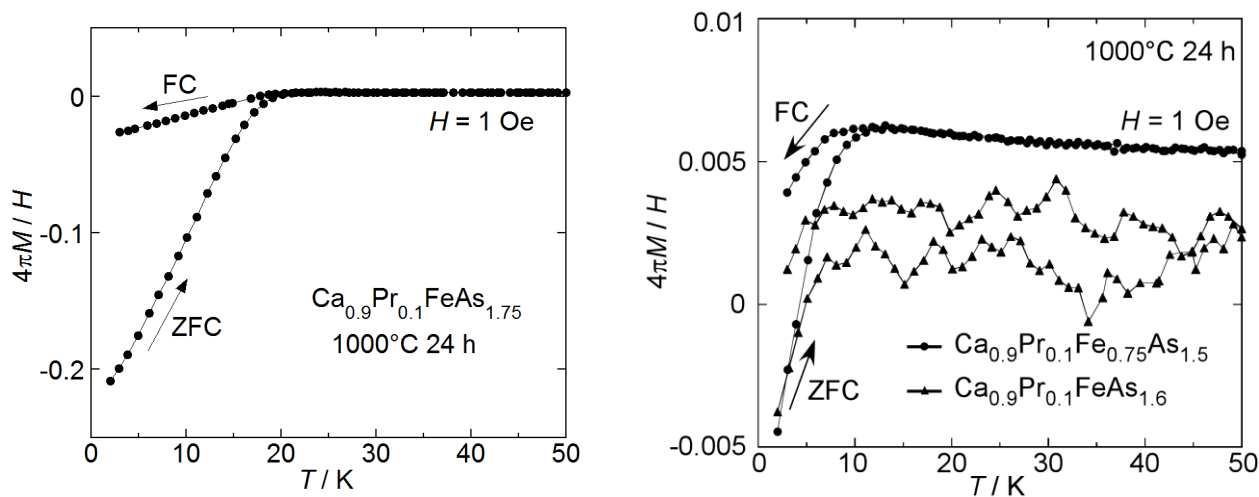 FC
H = 1 Oe
ZFC
Ca0.9Pr0.1FeAs1.75
1000°C 24 h
4πM / H
0
-0.1
-0.2
0 10 20 30 40 50
T / K
1000°C 24 h
FC
H = 1 Oe
ZFC
Ca0.9Pr0.1Fe0.75As1.5
Ca0.9Pr0.1FeAs1.6
4πM / H
0.01
0.005
0
-0.005
0 10 20 30 40 50
T / K